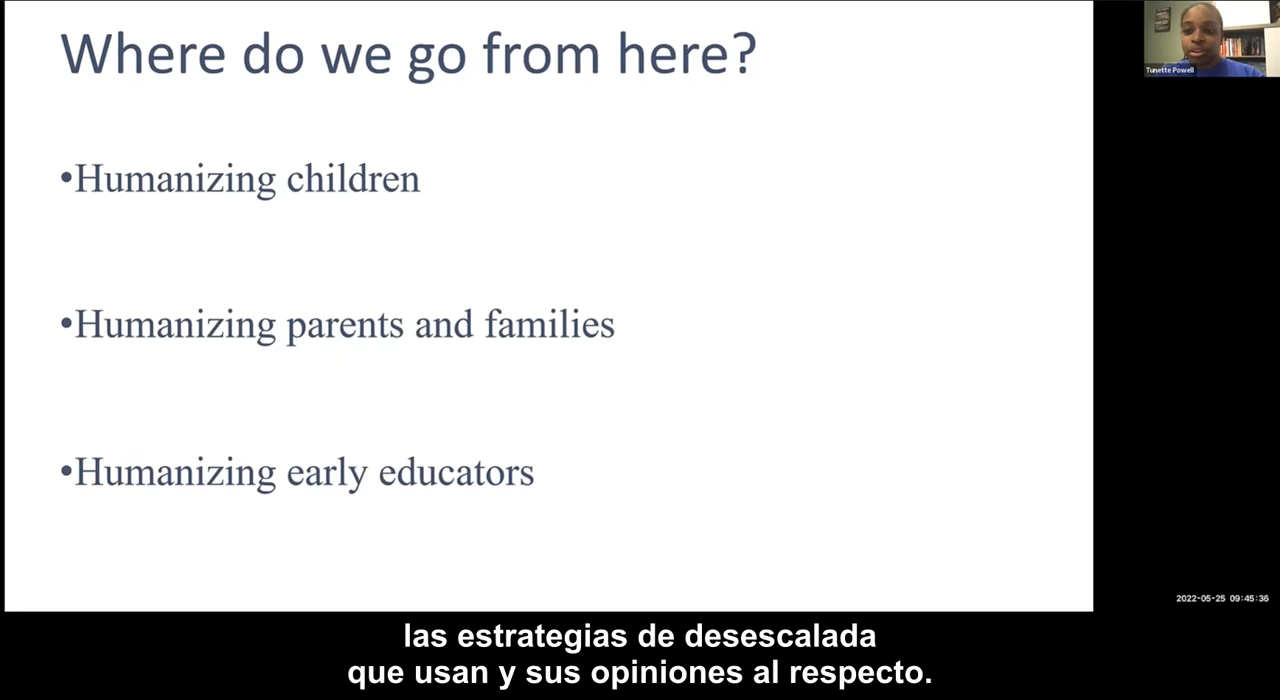 Where do we go from here?
•Humanizing children
•Humanizing parents and families
•Humanizing early educators
Tunette Powell
2022-05-25 09:45:36
las estrategias de desescalada
que usan y sus opiniones al respecto.